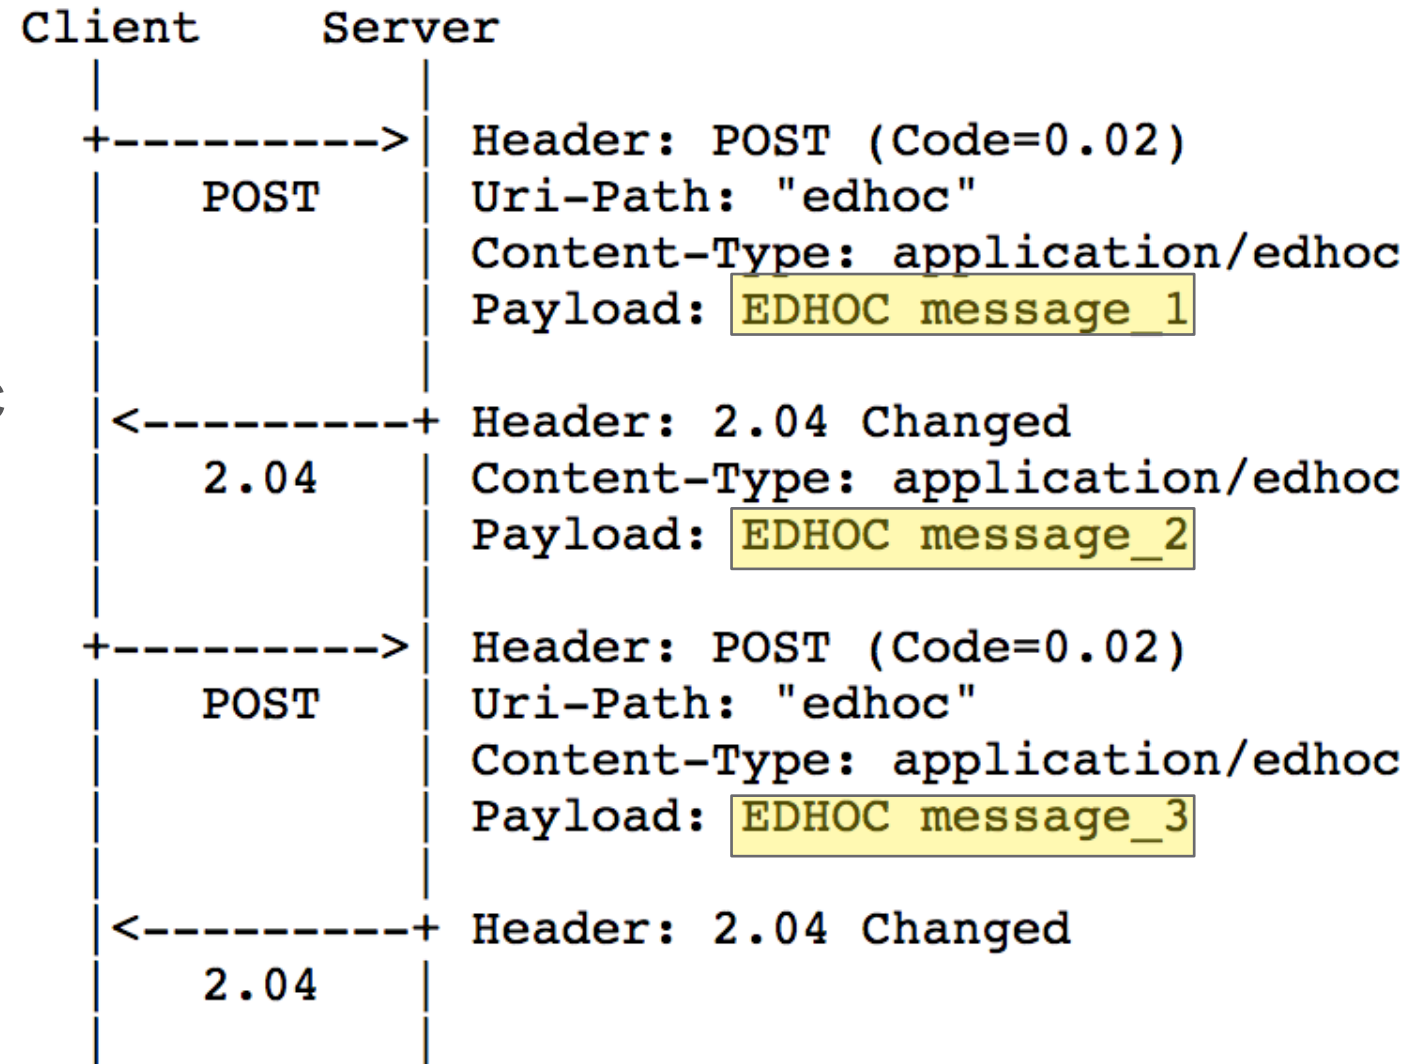 Client    Server
  |          |
  +--------->| Header: POST (Code=0.02)
  |   POST   | Uri-Path: "edhoc"
  |          | Content-Type: application/edhoc
  |          | Payload: EDHOC message_1
  |          |
  |<---------+ Header: 2.04 Changed
  |   2.04   | Content-Type: application/edhoc
  |          | Payload: EDHOC message_2
  |          |
  +--------->| Header: POST (Code=0.02)
  |   POST   | Uri-Path: "edhoc"
  |          | Content-Type: application/edhoc
  |          | Payload: EDHOC message_3
  |          |
  |<---------+ Header: 2.04 Changed
  |   2.04   |
  |          |